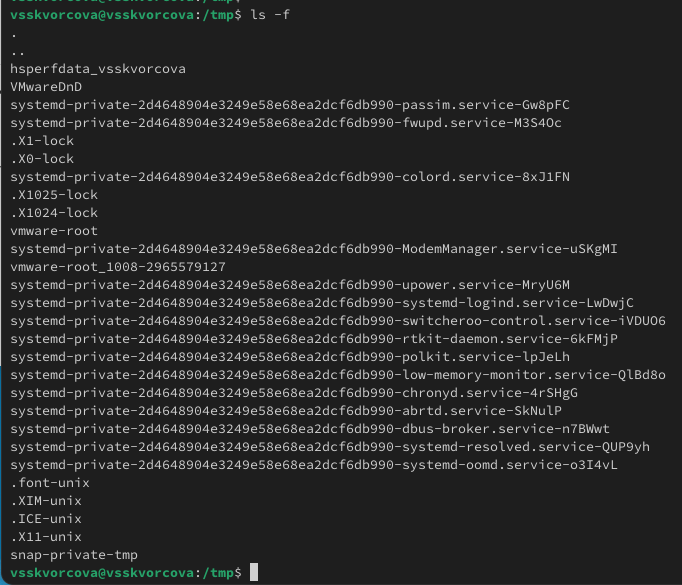 vsskvorcova@vsskvorcova:/tmp$ ls -f
.
..
hsperfdata_vsskvorcova
VMwareDnD
systemd-private-2d4648904e3249e58e68ea2dcf6db990-passim.service-Gw8pFC
systemd-private-2d4648904e3249e58e68ea2dcf6db990-fwupd.service-M3S4Oc
.X1-lock
.X0-lock
systemd-private-2d4648904e3249e58e68ea2dcf6db990-colord.service-8xJ1FN
.X1025-lock
.X1024-lock
vmware-root
systemd-private-2d4648904e3249e58e68ea2dcf6db990-ModemManager.service-uSKgMI
vmware-root_1008-2965579127
systemd-private-2d4648904e3249e58e68ea2dcf6db990-upower.service-MryU6M
systemd-private-2d4648904e3249e58e68ea2dcf6db990-systemd-logind.service-LwDwjC
systemd-private-2d4648904e3249e58e68ea2dcf6db990-switcheroo-control.service-iVDUO6
systemd-private-2d4648904e3249e58e68ea2dcf6db990-rtkit-daemon.service-6kFMjP
systemd-private-2d4648904e3249e58e68ea2dcf6db990-polkit.service-lpJeLh
systemd-private-2d4648904e3249e58e68ea2dcf6db990-low-memory-monitor.service-QlBd8o
systemd-private-2d4648904e3249e58e68ea2dcf6db990-chronyd.service-4rSHgG
systemd-private-2d4648904e3249e58e68ea2dcf6db990-abrtd.service-SkNulP
systemd-private-2d4648904e3249e58e68ea2dcf6db990-dbus-broker.service-n7BWwt
systemd-private-2d4648904e3249e58e68ea2dcf6db990-systemd-resolved.service-QUP9yh
systemd-private-2d4648904e3249e58e68ea2dcf6db990-systemd-oomd.service-o3I4vL
.font-unix
.XIM-unix
.ICE-unix
.X11-unix
snap-private-tmp
vsskvorcova@vsskvorcova:/tmp$